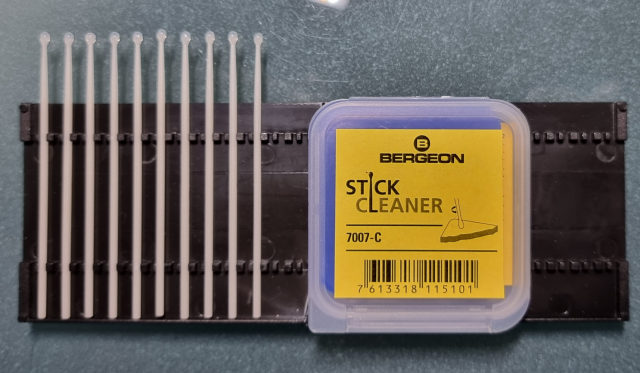 B
BERGEON
STICK
CLEANER
7007-C
7 613318 115101